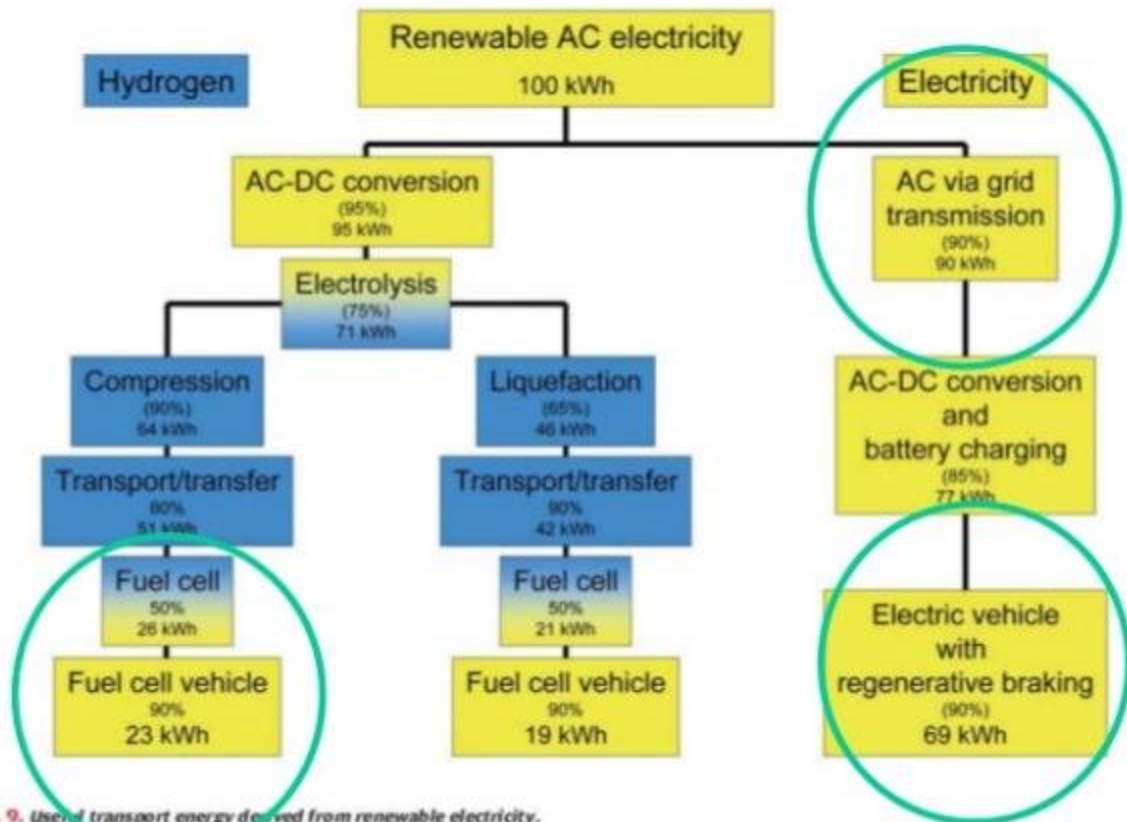 Renewable AC electricity
100 kWh
Hydrogen
Electricity
AC-DC conversion
(95%)
95 kWh
Electrolysis
(75%)
71 kWh
Compression
(90%)
64 kWh
Transport/transfer
80%
51 kWh
Fuel cell
50%
26 kWh
Fuel cell vehicle
90%
23 kWh
Liquefaction
(65%)
46 kWh
Transport/transfer
90%
42 kWh
Fuel cell
50%
21 kWh
Fuel cell vehicle
90%
19 kWh
AC via grid
transmission
(90%)
90 kWh
AC-DC conversion
and
battery charging
(85%)
77 kWh
Electric vehicle
with
regenerative braking
(90%)
69 kWh
9. Useful transport energy derived from renewable electricity.